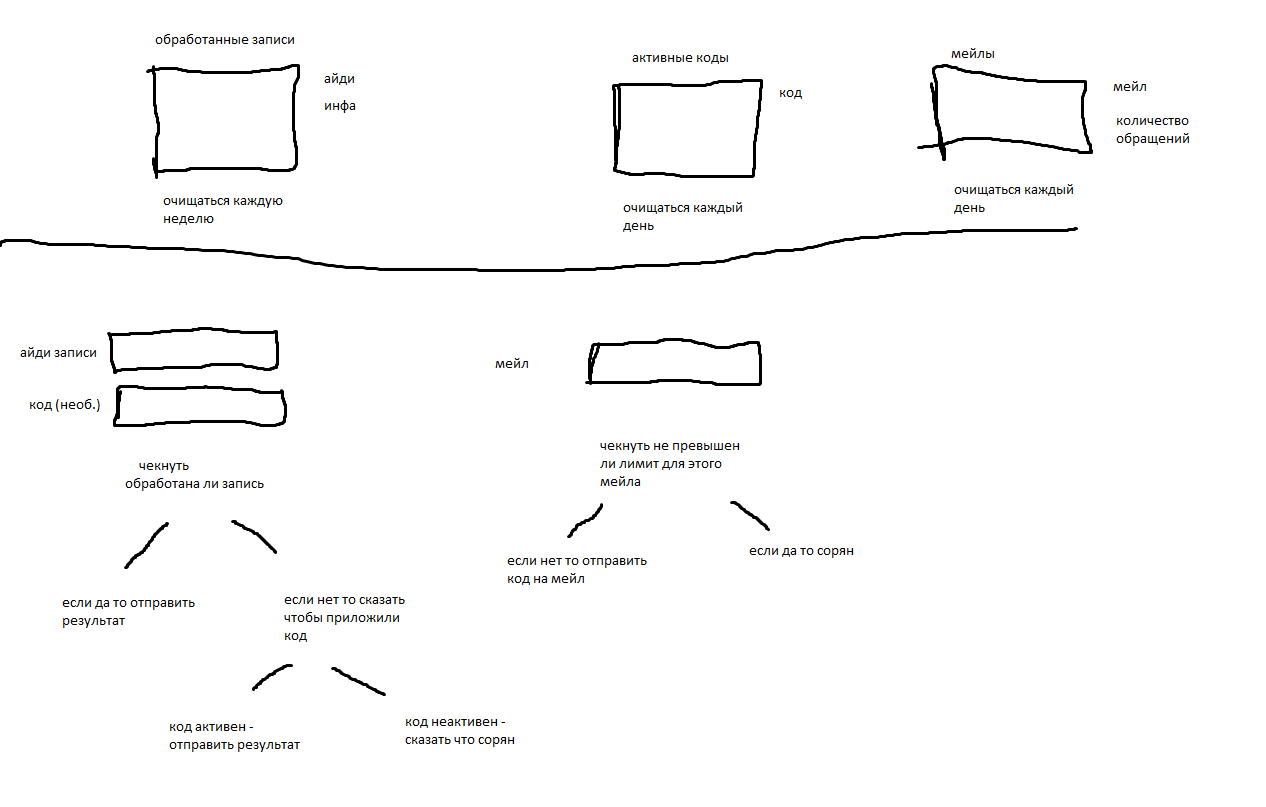 обработанные записи
айди
инфа
очищаться каждую
неделю
активные коды
код
очищаться каждый
день
мейлы
мейл
количество
обращений
очищаться каждый
день
айди записи
код (необ.)
чекнуть
обработана ли запись
если да то отправить
результат
если нет то сказать
чтобы приложили
код
код активен -
отправить результат
код неактивен -
сказать что сорян
мейл
чекнуть не превышен
ли лимит для этого
мейла
если нет то отправить
код на мейл
если да то сорян